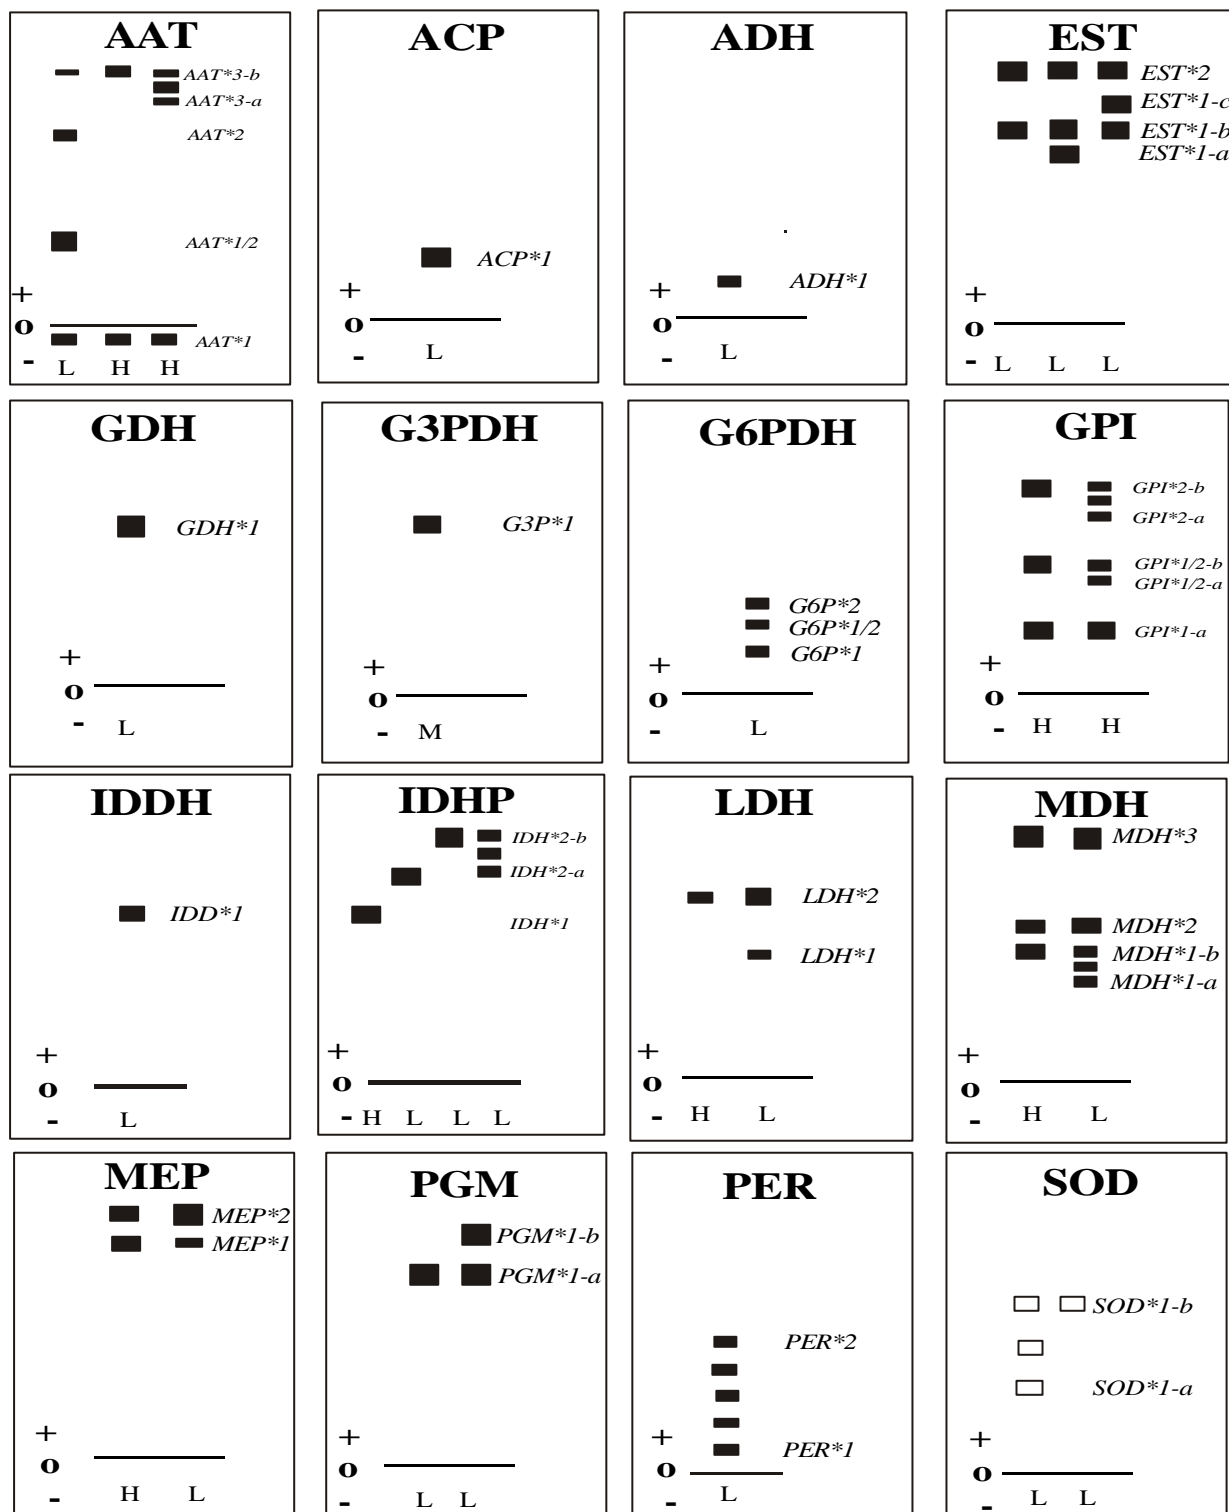 AAT
AAT*3-b
AAT*3-a
AAT*2
AAT*1/2
+
o
AAT*1
-
L H H
ACP
ACP*1
+
o
-
L
ADH
ADH*1
+
o
-
L
EST
EST*2
EST*1-c
EST*1-b
EST*1-a
+
o
-
L L L
GDH
GDH*1
+
o
-
L
G3PDH
G3P*1
+
o
-
M
G6PDH
G6P*2
G6P*1/2
G6P*1
+
o
-
L
GPI
GPI*2-b
GPI*2-a
GPI*1/2-b
GPI*1/2-a
GPI*1-a
+
o
-
H H
IDDH
IDD*1
+
o
-
L
IDHP
IDH*2-b
IDH*2-a
IDH*1
+
o
-
H L L L
LDH
LDH*2
LDH*1
+
o
-
H L
MDH
MDH*3
MDH*2
MDH*1-b
MDH*1-a
+
o
-
H L
MEP
MEP*2
MEP*1
+
o
-
H L
PGM
PGM*1-b
PGM*1-a
+
o
-
L L
PER
PER*2
PER*1
+
o
-
L
SOD
SOD*1-b
SOD*1-a
+
o
-
L L